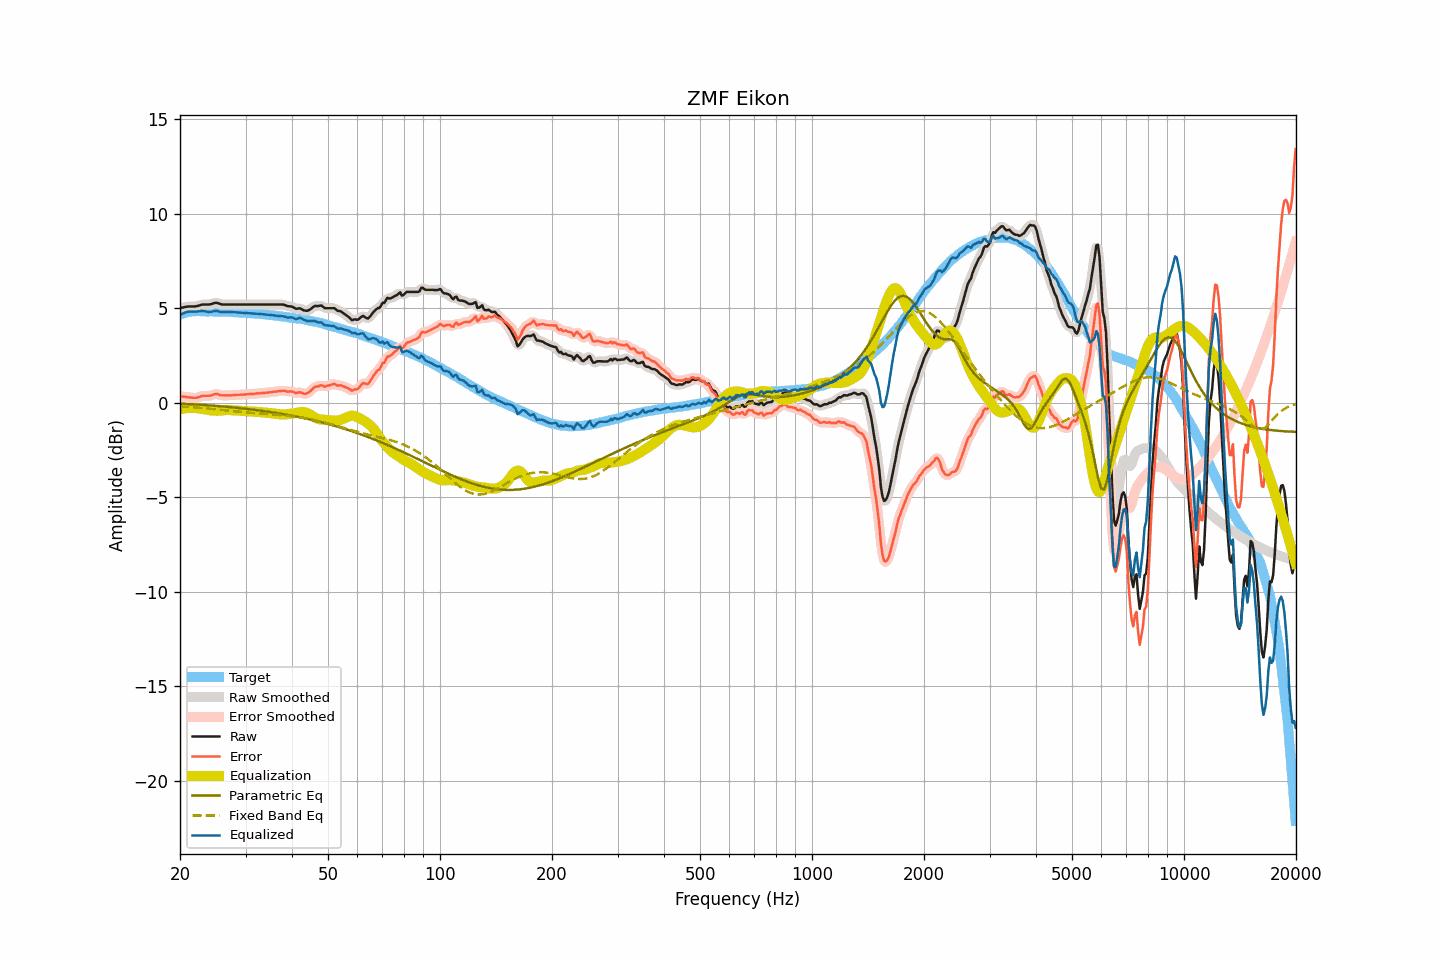 ZMF Eikon
15
10
5
0
−5
−10
−15
−20
Amplitude (dBr)
Target
Raw Smoothed
Error Smoothed
Raw
Error
Equalization
Parametric Eq
Fixed Band Eq
Equalized
20 50 100 200 500 1000 2000 5000 10000 20000
Frequency (Hz)